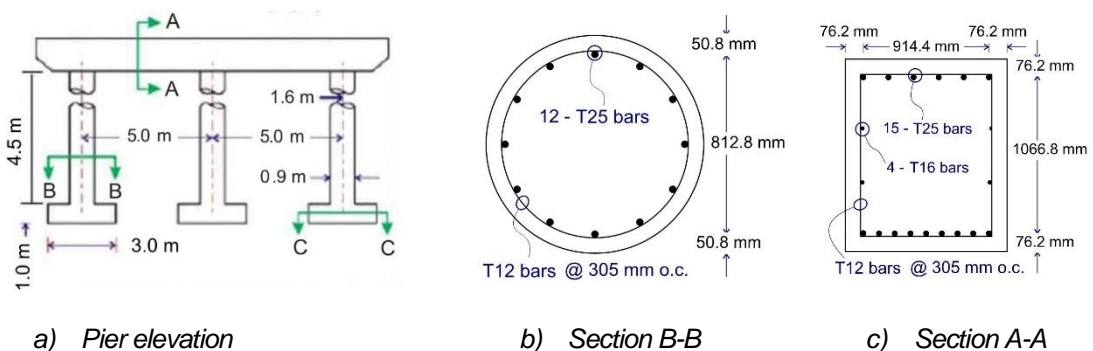 A
A
1.6 m
5.0 m
5.0 m
4.5 m
0.9 m
B
B
C
C
1.0 m
3.0 m
a) Pier elevation
50.8 mm
12 - T25 bars
812.8 mm
50.8 mm
T12 bars @ 305 mm o.c.
b) Section B-B
76.2 mm
76.2 mm
914.4 mm
76.2 mm
15 - T25 bars
1066.8 mm
4 - T16 bars
76.2 mm
T12 bars @ 305 mm o.c.
c) Section A-A